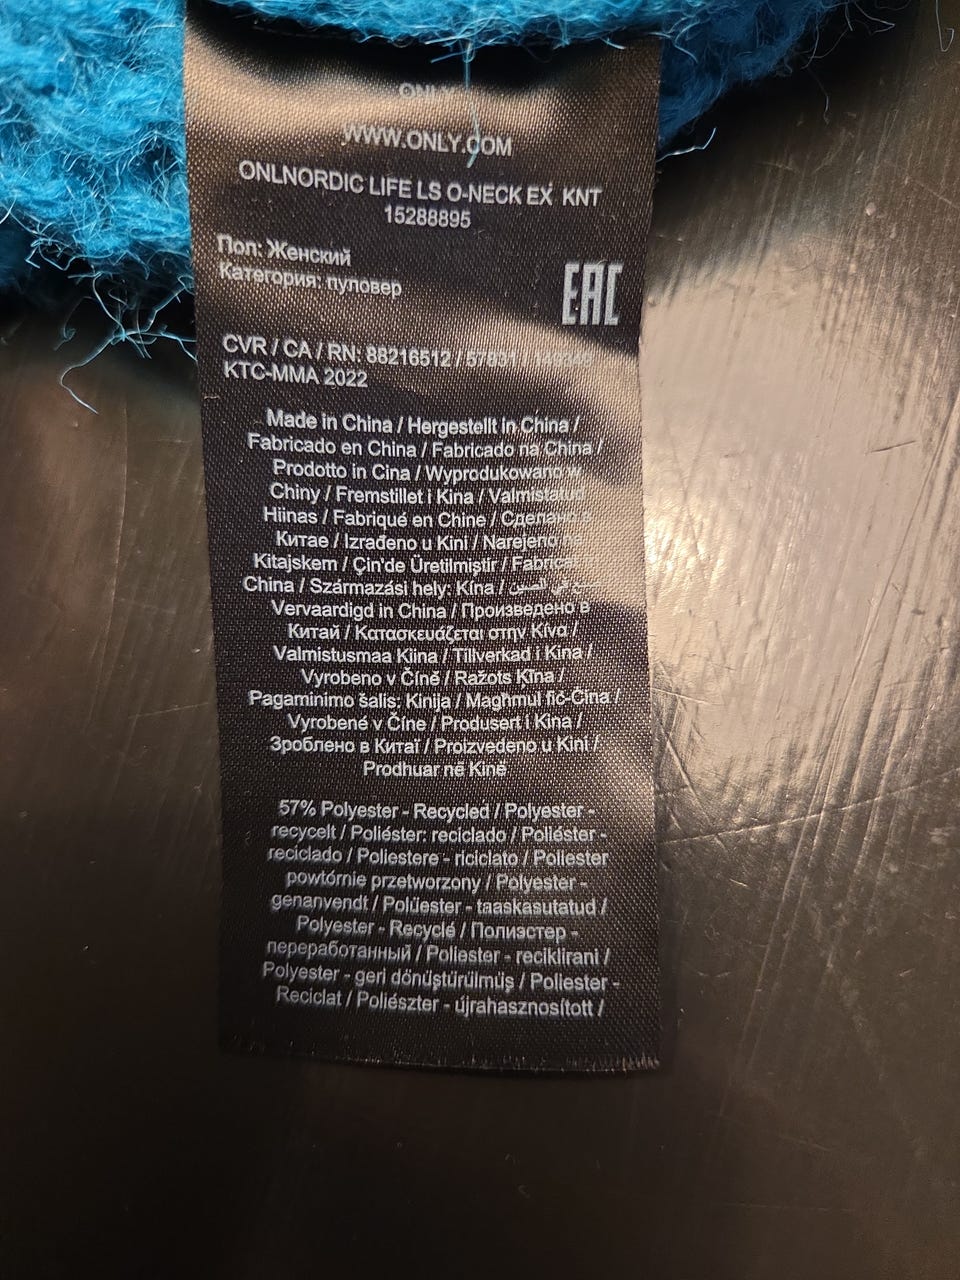 ONLY
WWW.ONLY.COM
ONLNORDIC LIFE LS O-NECK EX KNT
15288895
Пол: Женский
Категория: пуловер
EAC
CVR / CA / RN: 88216512 /
KTC-MMA 2022
Made in China / Hergestellt in China /
Fabricado en China / Fabricado na China /
Prodotto in Cina / Wyprodukowano w
Chiny / Fremstillet i Kina / Valmistatud
Hiinas / Fabriqué en Chine / Сделано в
Китае / Izrađeno u Kini / Narejeno
Kitajskem / Çin'de Üretilmiştir /
China / Származási hely: Kína /
Vervaardigd in China / Произведено в
Китай / Κατασκευάζεται στην Κίνα /
Valmistusmaa Kiina / Tillverkad i Kina /
Vyrobeno v Číně / Ražots Ķīna /
Pagaminimo šalis: Kinija / Magħmul fiċ-Ċina /
Vyrobené v Číne / Produsert i Kina /
Зроблено в Китаї / Proizvedeno u Kini /
Prodhuar në Kinë
57% Polyester - Recycled / Polyester -
recycelt / Poliéster: reciclado / Poliéster -
reciclado / Poliestere - riciclato / Poliester
powtórnie przetworzony / Polyester -
genanvendt / Polüester - taaskasutatud /
Polyester - Recyclé / Полиэстер -
переработанный / Poliester - reciklirani /
Polyester - geri dönüştürülmüş / Poliester -
Reciclat / Poliészter - újrahasznosított /